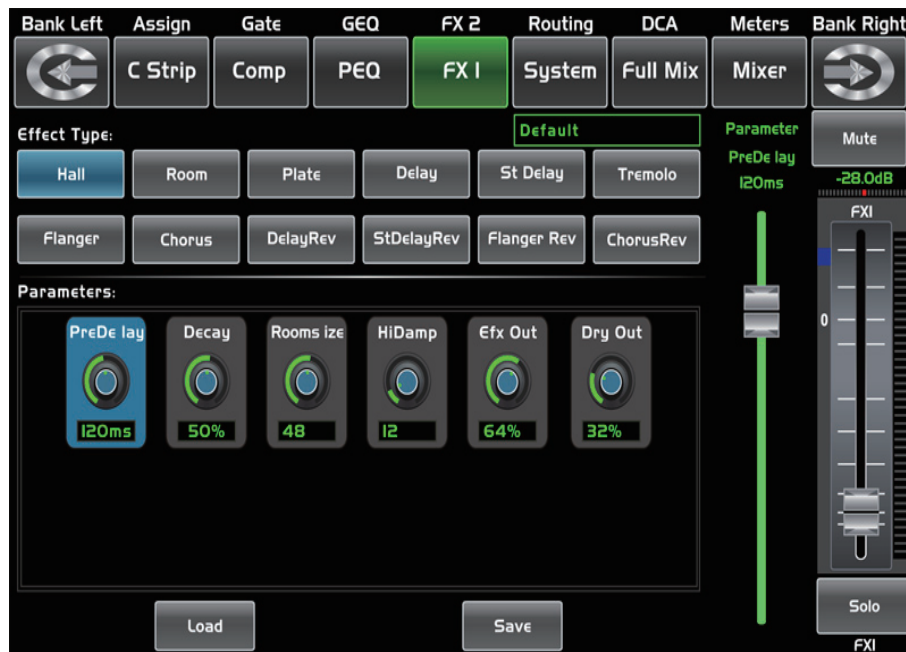 Bank Left Assign Gate GEQ FX 2 Routing DCA Meters Bank Right
C Strip Comp PEQ FX 1 System Full Mix Mixer
Effect Type: Default Parameter Mute
PreDe lay
Hall Room Plate Delay St Delay Tremolo 120ms -28.0dB
FX1
Flanger Chorus DelayRev StDelayRev Flanger Rev ChorusRev
Parameters:
0
PreDe lay Decay Rooms ize HiDamp Efx Out Dry Out
120ms 50% 48 12 64% 32%
Load Save Solo
FX1